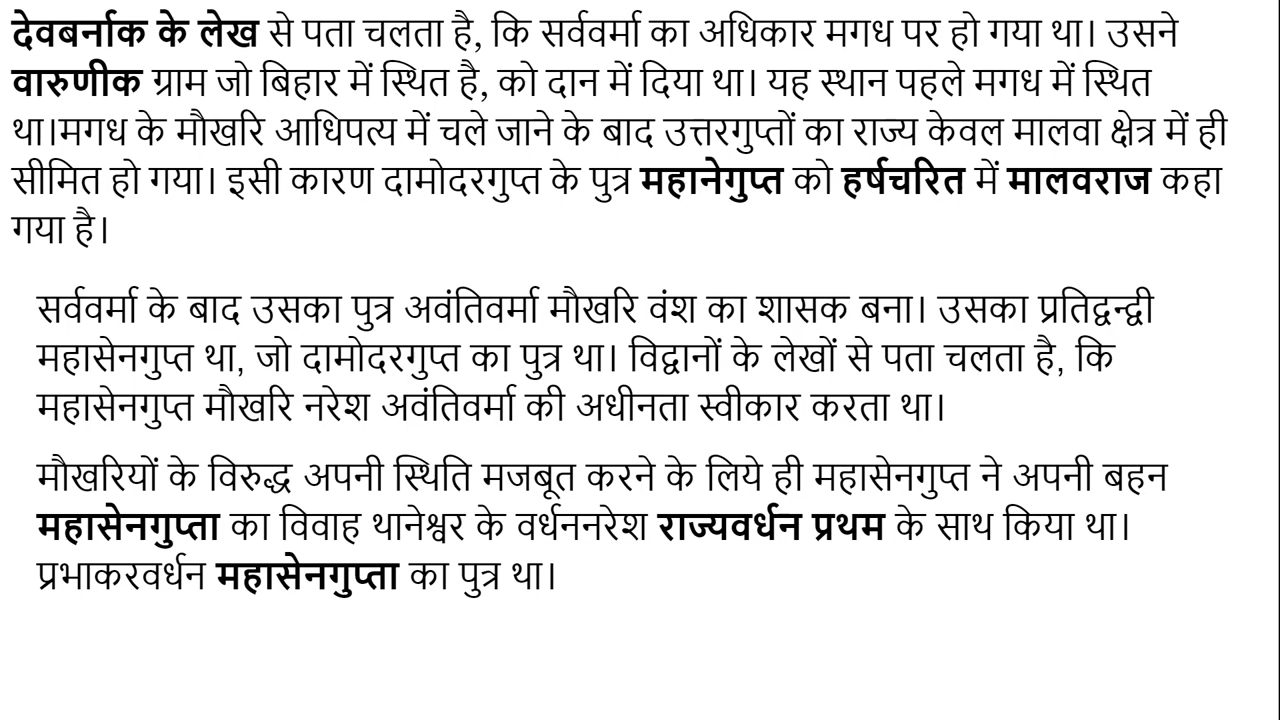 देवबर्नाक के लेख से पता चलता है, कि सर्ववर्मा का अधिकार मगध पर हो गया था। उसने
वारुणीक ग्राम जो बिहार में स्थित है, को दान में दिया था। यह स्थान पहले मगध में स्थित
था।मगध के मौखरि आधिपत्य में चले जाने के बाद उत्तरगुप्तों का राज्य केवल मालवा क्षेत्र में ही
सीमित हो गया। इसी कारण दामोदरगुप्त के पुत्र महानेगुप्त को हर्षचरित में मालवराज कहा
गया है।
सर्ववर्मा के बाद उसका पुत्र अवंतिवर्मा मौखरि वंश का शासक बना। उसका प्रतिद्वन्द्वी
महासेनगुप्त था, जो दामोदरगुप्त का पुत्र था। विद्वानों के लेखों से पता चलता है, कि
महासेनगुप्त मौखरि नरेश अवंतिवर्मा की अधीनता स्वीकार करता था।
मौखरियों के विरुद्ध अपनी स्थिति मजबूत करने के लिये ही महासेनगुप्त ने अपनी बहन
महासेनगुप्ता का विवाह थानेश्वर के वर्धननरेश राज्यवर्धन प्रथम के साथ किया था।
प्रभाकरवर्धन महासेनगुप्ता का पुत्र था।